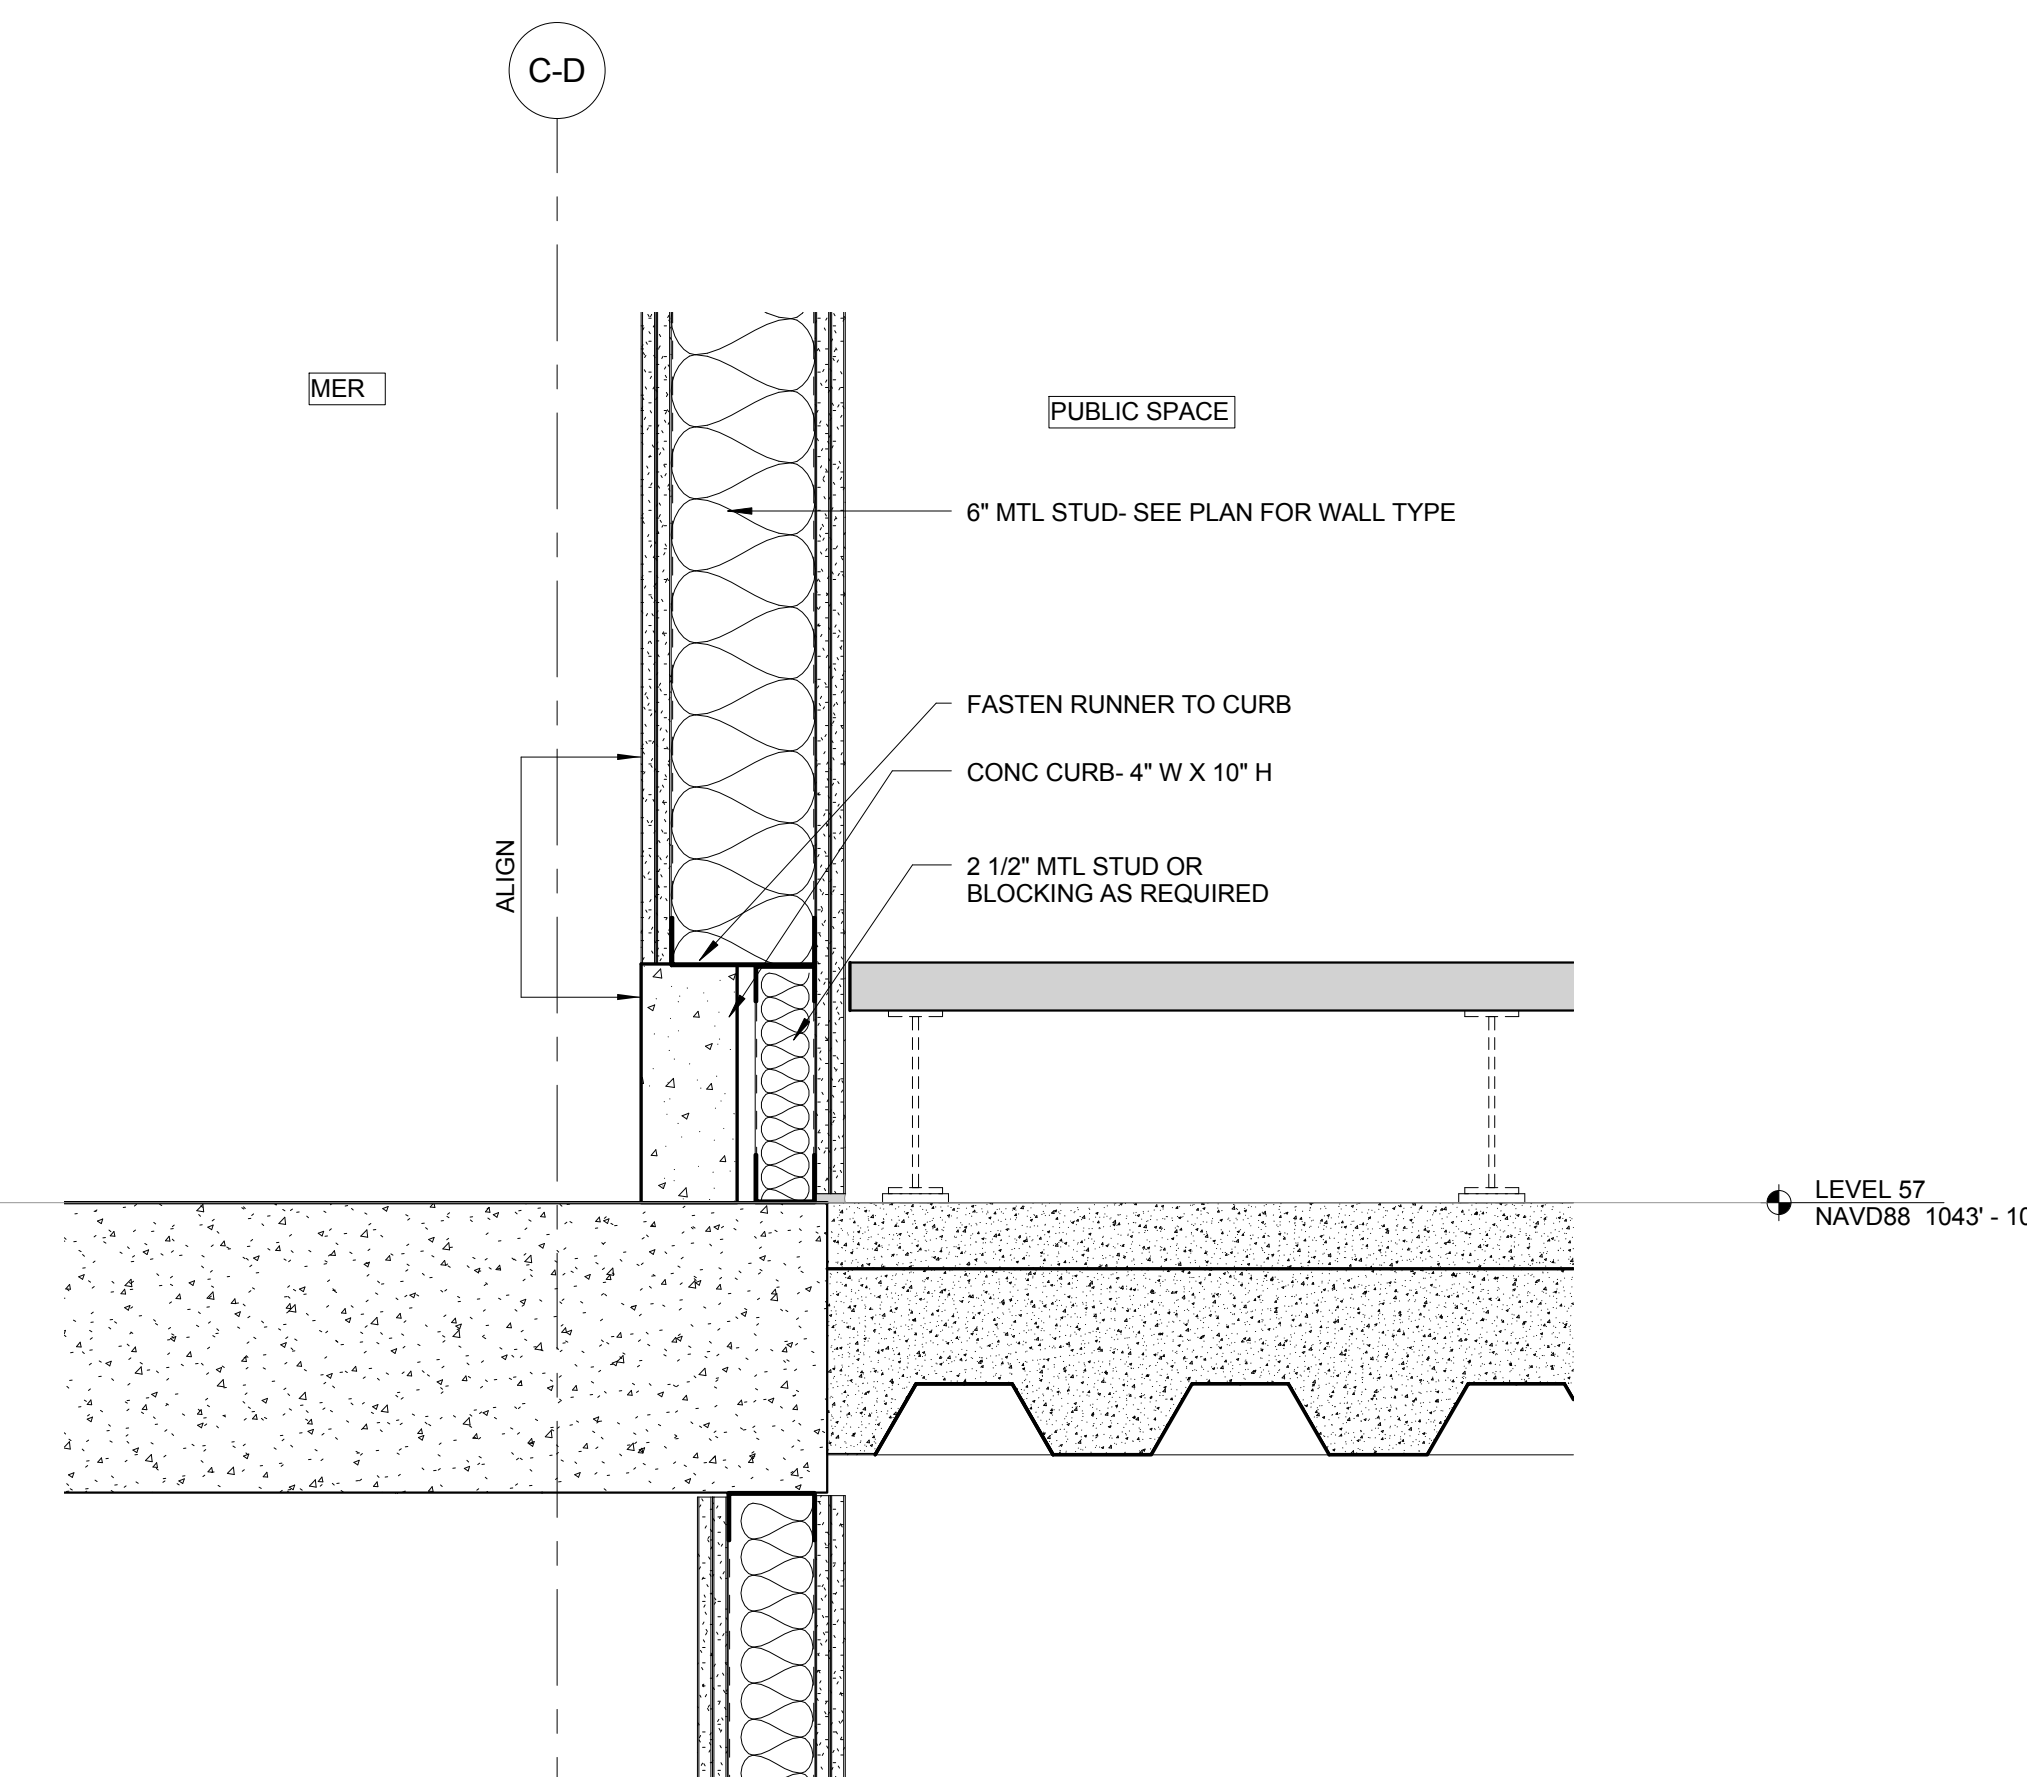 C-D
MER
PUBLIC SPACE
6" MTL STUD- SEE PLAN FOR WALL TYPE
FASTEN RUNNER TO CURB
CONC CURB- 4" W X 10" H
ALIGN
2 1/2" MTL STUD OR
BLOCKING AS REQUIRED
LEVEL 57
NAVD88 1043' - 10